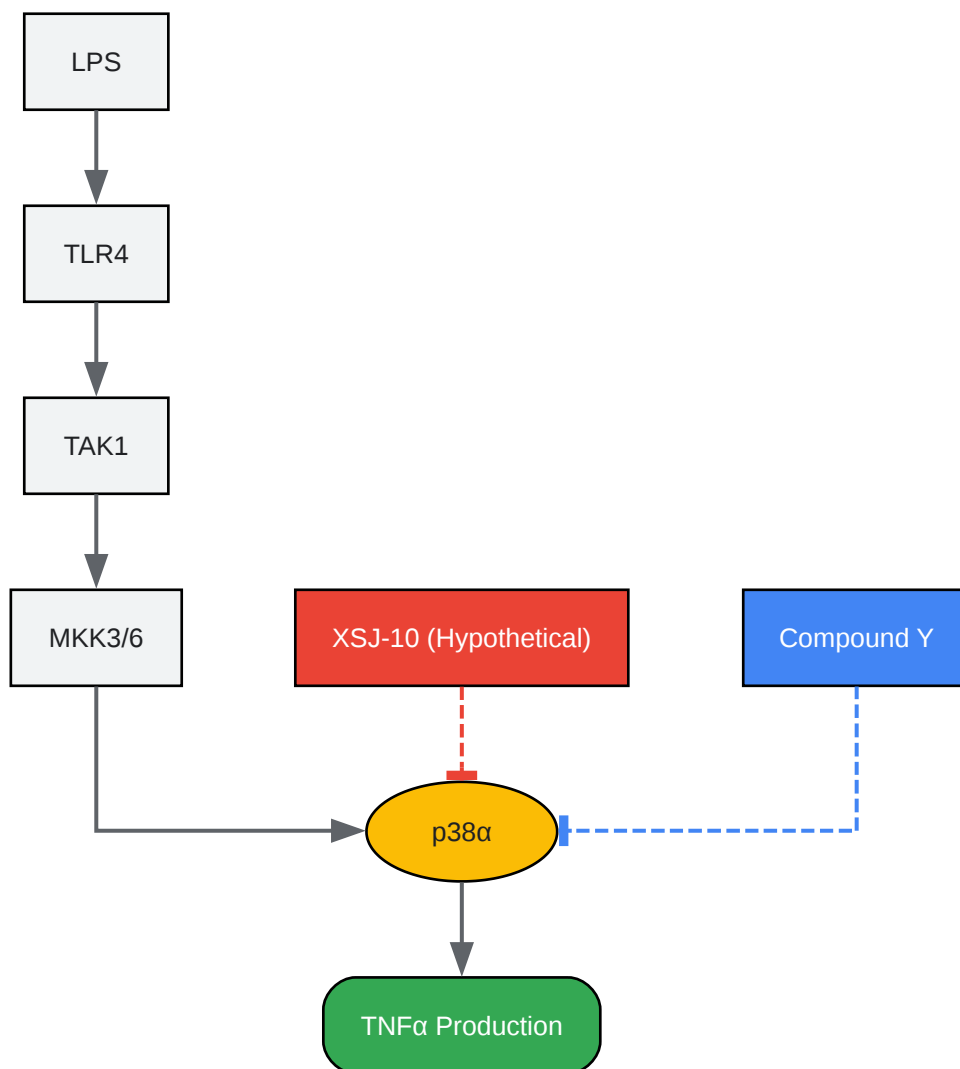 LPS
TLR4
TAK1
MKK3/6
XSJ-10 (Hypothetical)
Compound Y
p38α
TNFα Production